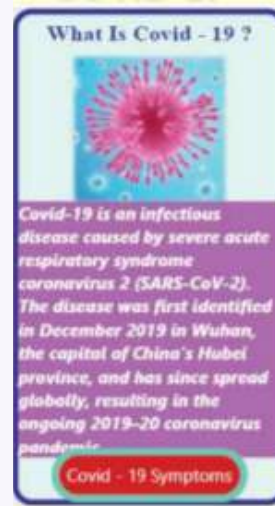 What Is Covid - 19 ?
Covid-19 is an infectious
disease caused by severe acute
respiratory syndrome
coronavirus 2 (SARS-CoV-2).
The disease was first identified
in December 2019 in Wuhan,
the capital of China's Hubei
province, and has since spread
globally, resulting in the
ongoing 2019–20 coronavirus
pandemic.
Covid - 19 Symptoms